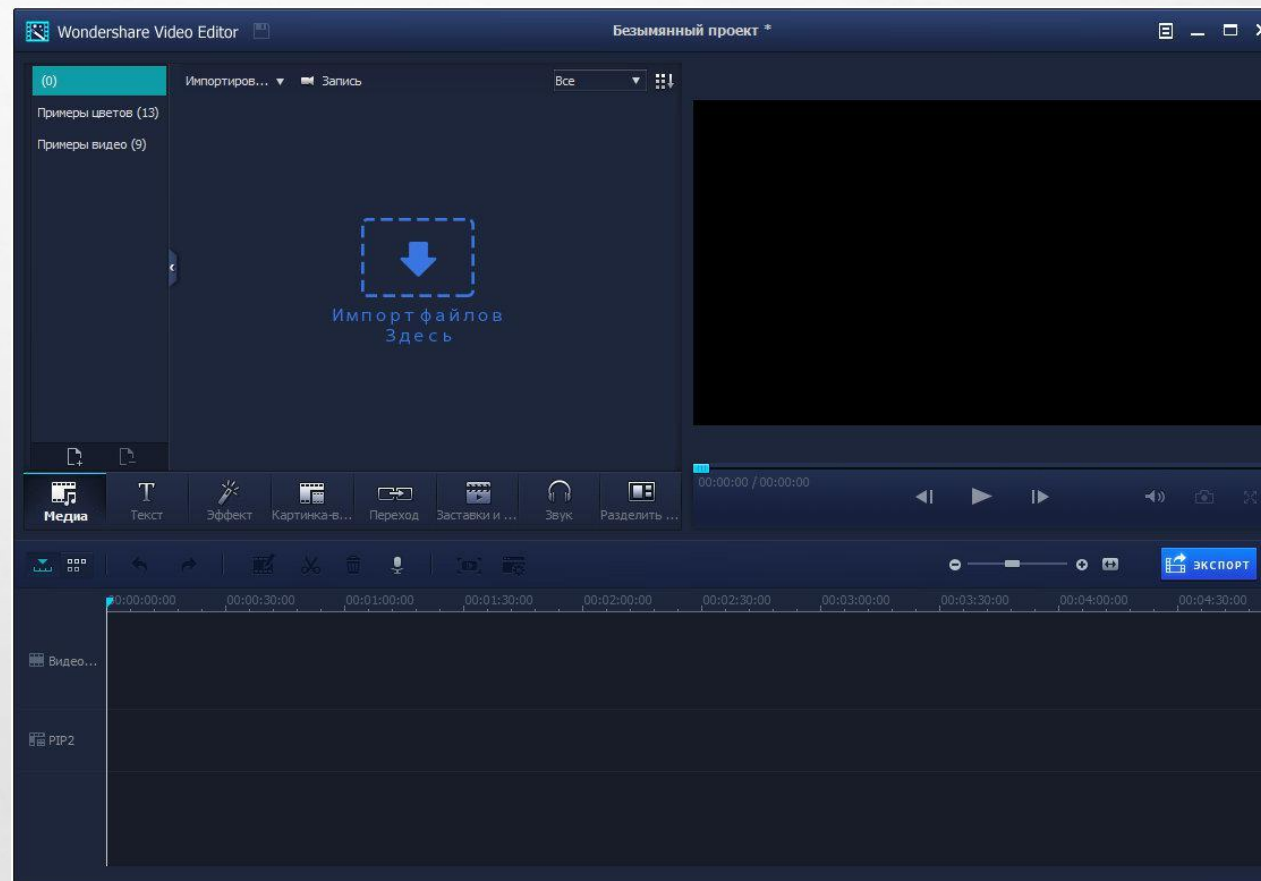 Wondershare Video Editor
Безымянный проект *
(0)
Импортиров...
Запись
Все
Примеры цветов (13)
Примеры видео (9)
Импорт файлов
Здесь
Медиа
Текст
Эффект
Картинка-в...
Переход
Заставки и ...
Звук
Разделить ...
00:00:00 / 00:00:00
ЭКСПОРТ
00:00:00:00
00:00:30:00
00:01:00:00
00:01:30:00
00:02:00:00
00:02:30:00
00:03:00:00
00:03:30:00
00:04:00:00
00:04:30:00
Видео...
PIP2